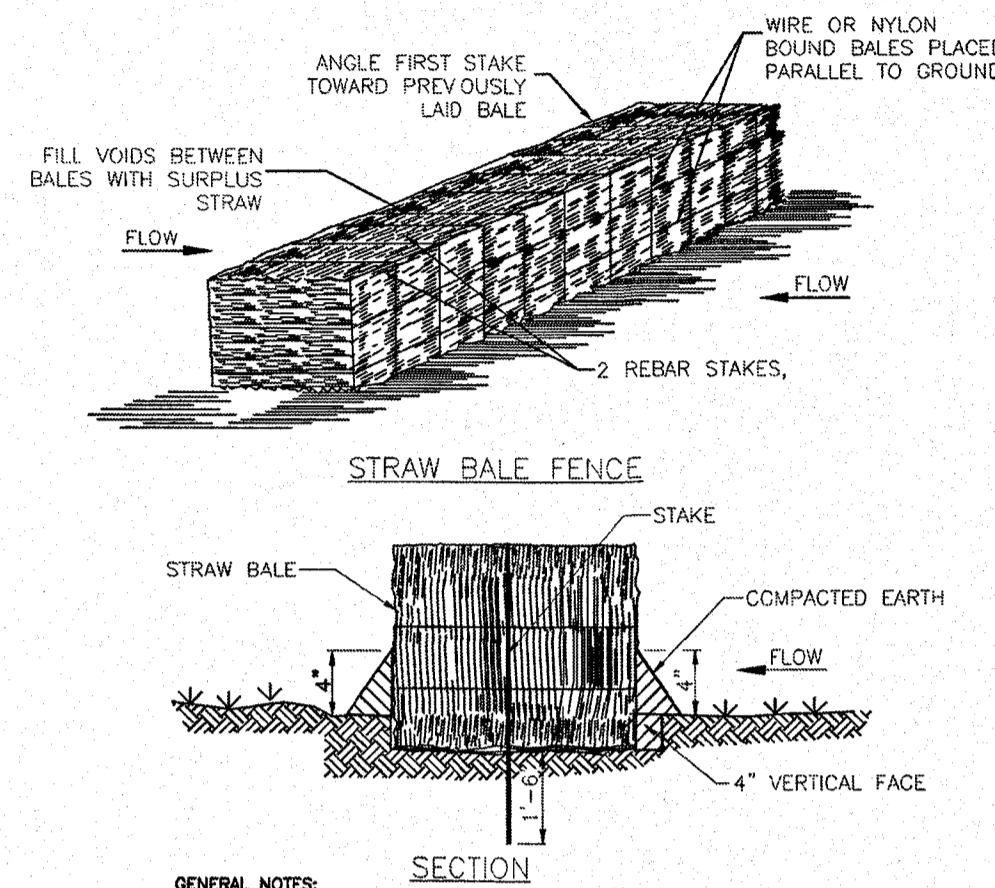 WIRE OR NYLON
BOUND BALES PLACED
PARALLEL TO GROUND
ANGLE FIRST STAKE
TOWARD PREVIOUSLY
LAID BALE
FILL VOIDS BETWEEN
BALES WITH SURPLUS
STRAW
FLOW
FLOW
2 REBAR STAKES,
STRAW BALE FENCE
STAKE
STRAW BALE
COMPACTED EARTH
4"
4"
FLOW
4" VERTICAL FACE
1'-6"
SECTION
GENERAL NOTES: